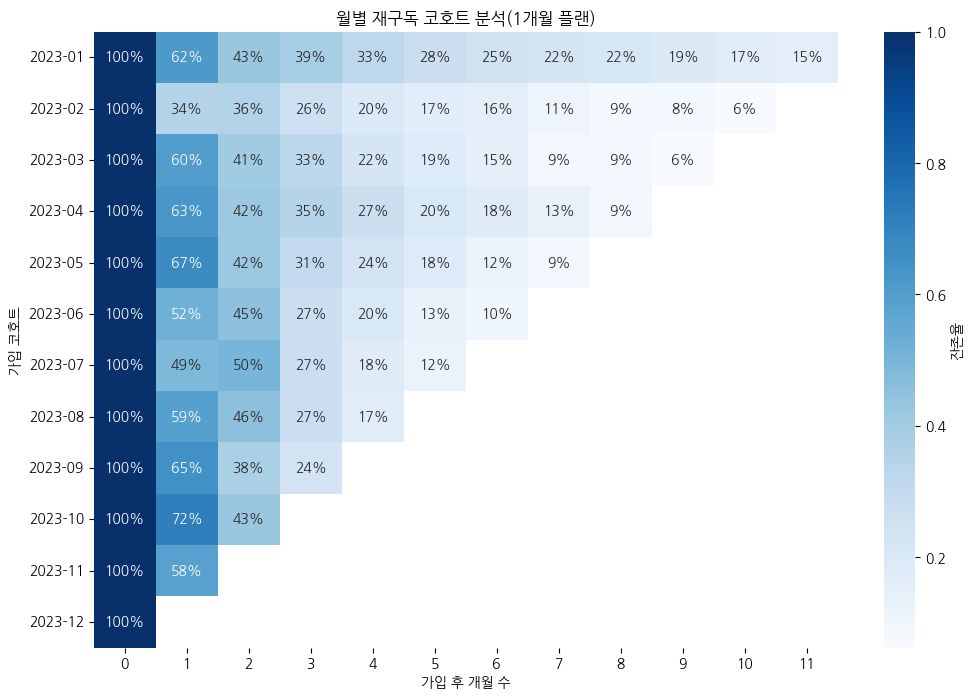 월별 재구독 코호트 분석(1개월 플랜)
가입 코호트
2023-01 100% 62% 43% 39% 33% 28% 25% 22% 22% 19% 17% 15%
2023-02 100% 34% 36% 26% 20% 17% 16% 11% 9% 8% 6%
2023-03 100% 60% 41% 33% 22% 19% 15% 9% 9% 6%
2023-04 100% 63% 42% 35% 27% 20% 18% 13% 9%
2023-05 100% 67% 42% 31% 24% 18% 12% 9%
2023-06 100% 52% 45% 27% 20% 13% 10%
2023-07 100% 49% 50% 27% 18% 12%
2023-08 100% 59% 46% 27% 17%
2023-09 100% 65% 38% 24%
2023-10 100% 72% 43%
2023-11 100% 58%
2023-12 100%
0 1 2 3 4 5 6 7 8 9 10 11
가입 후 개월 수
1.0
0.8
0.6
0.4
0.2
잔존율